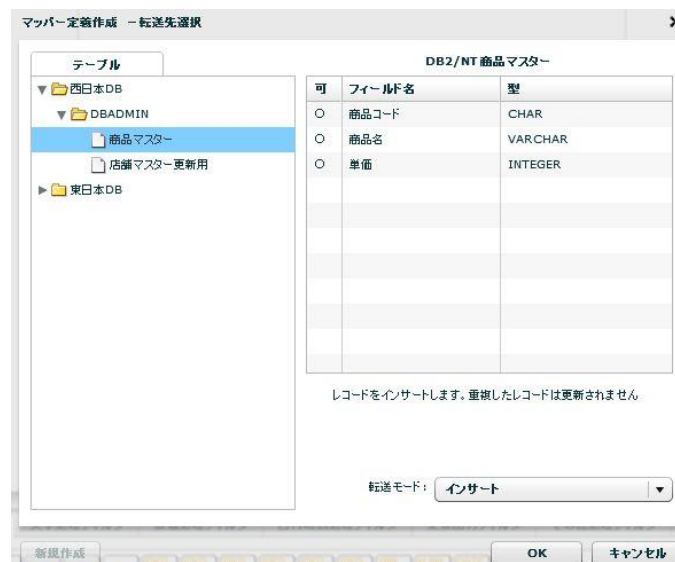 マッパー定義作成 －転送先選択
テーブル
西日本DB
DBADMIN
商品マスター
店舗マスター更新用
東日本DB
DB2/NT 商品マスター
可 フィールド名 型
○ 商品コード CHAR
○ 商品名 VARCHAR
○ 単価 INTEGER
レコードをインサートします。重複したレコードは更新されません
転送モード： インサート
新規作成
OK キャンセル